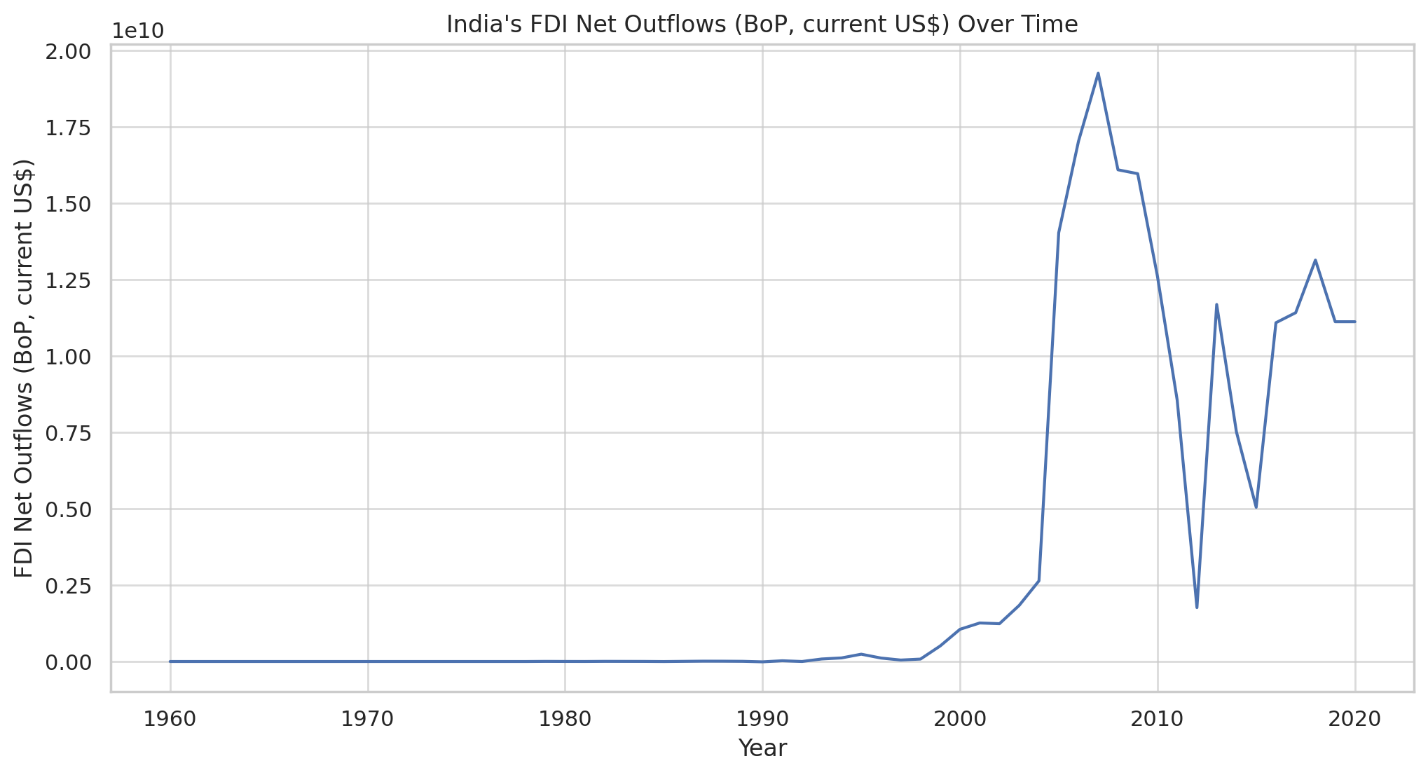 India's FDI Net Outflows (BoP, current US$) Over Time
1e10
2.00
1.75
1.50
1.25
1.00
0.75
0.50
0.25
0.00
FDI Net Outflows (BoP, current US$)
1960 1970 1980 1990 2000 2010 2020
Year